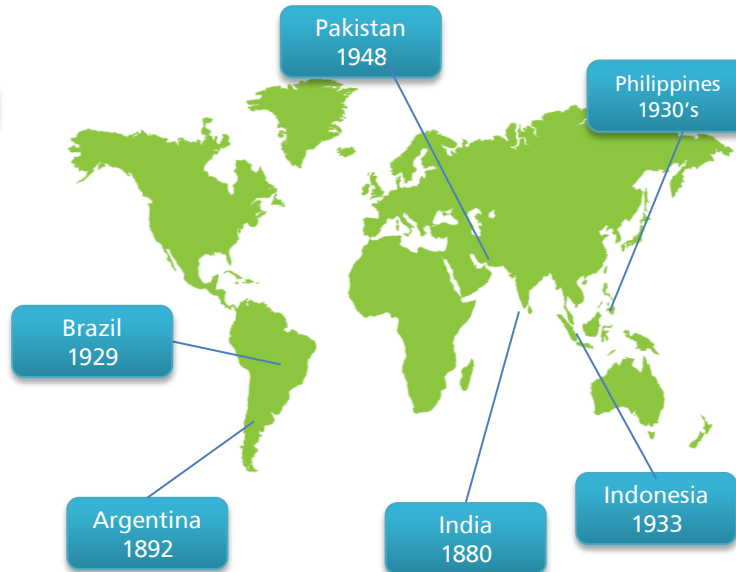 Pakistan
1948
Philippines
1930's
Brazil
1929
Argentina
1892
India
1880
Indonesia
1933